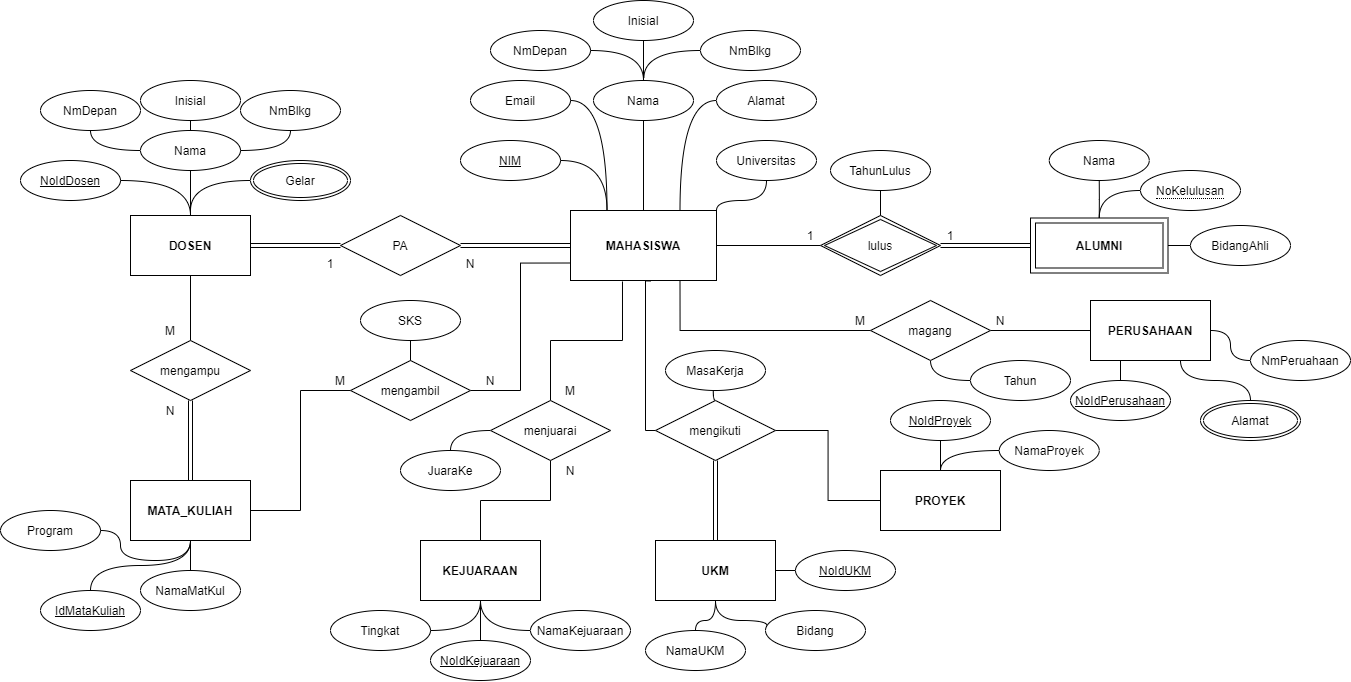 Inisial
NmDepan
NmBlkg
Email
Nama
Alamat
NIM
Universitas
MAHASISWA
Inisial
NmDepan
NmBlkg
Nama
NoIdDosen
Gelar
DOSEN
1
PA
N
TahunLulus
1
lulus
1
Nama
NoKelulusan
ALUMNI
BidangAhli
M
magang
N
Tahun
PERUSAHAAN
NmPeruahaan
NoIdPerusahaan
Alamat
M
mengampu
N
SKS
M
mengambil
N
M
menjuarai
N
JuaraKe
MasaKerja
mengikuti
NoIdProyek
NamaProyek
PROYEK
MATA_KULIAH
Program
NamaMatKul
IdMataKuliah
KEJUARAAN
Tingkat
NamaKejuaraan
NoIdKejuaraan
UKM
NoIdUKM
Bidang
NamaUKM